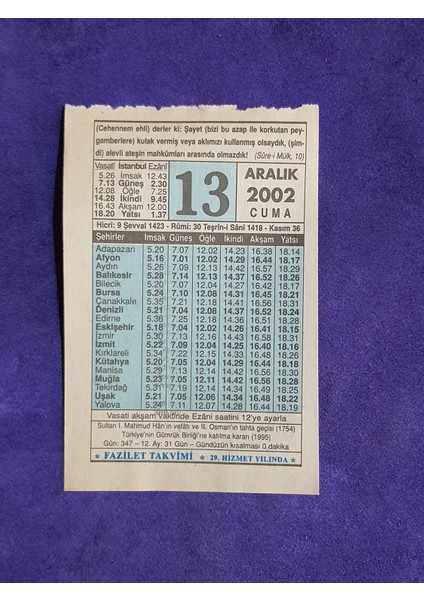 (Cehennem ehli) derler ki: Şayet (bizi bu azap ile korkutan pey-
gamberlere) kulak vermiş veya aklımızı kullanmış olsaydık, (şim-
di) alevli ateşin mahkûmları arasında olmazdık! (Sûre-i Mülk, 10)
Vasatî İstanbul Ezânî
5.26 İmsak 12.43
7.13 Güneş 2.30
12.08 Öğle 7.25
14.28 İkindi 9.45
16.43 Akşam 12.00
18.20 Yatsı 1.37
13
ARALIK
2002
CUMA
Hicrî: 9 Şevval 1423 - Rûmî: 30 Teşrîn-i Sânî 1418 - Kasım 36
Şehirler İmsak Güneş Öğle İkindi Akşam Yatsı
Adapazarı 5.20 7.07 12.02 14.23 16.38 18.14
Afyon 5.16 7.01 12.02 14.29 16.44 18.17
Aydın 5.26 7.09 12.13 14.42 16.57 18.29
Balıkesir 5.28 7.14 12.13 14.37 16.52 18.26
Bilecik 5.20 7.07 12.04 14.27 16.42 18.16
Bursa 5.24 7.10 12.08 14.31 16.45 18.21
Çanakkale 5.35 7.21 12.18 14.41 16.56 18.31
Denizli 5.21 7.04 12.08 14.37 16.52 18.24
Edirne 5.36 7.25 12.18 14.36 16.51 18.28
Eskişehir 5.18 7.04 12.02 14.26 16.41 18.15
İzmir 5.30 7.13 12.16 14.43 16.58 18.31
İzmit 5.22 7.09 12.04 14.25 16.40 18.16
Kırklareli 5.34 7.22 12.15 14.33 16.48 18.25
Kütahya 5.20 7.05 12.05 14.30 16.44 18.18
Manisa 5.29 7.13 12.14 14.41 16.56 18.30
Muğla 5.23 7.05 12.11 14.42 16.56 18.28
Tekirdağ 5.31 7.19 12.13 14.33 16.47 18.25
Uşak 5.21 7.05 12.07 14.34 16.48 18.22
Yalova 5.24 7.11 12.06 14.28 16.44 18.19
Vasati akşam vaktinde Ezânî saatini 12'ye ayarla
Sultan I. Mahmud Hân'ın vefâtı ve III. Osman'ın tahta geçişi (1754)
Türkiye'nin Gümrük Birliği'ne katılma kararı (1995)
Gün: 347 – 12. Ay: 31 Gün – Gündüzün kısalması 0 dakika
FAZİLET TAKVİMİ 29. HİZMET YILINDA